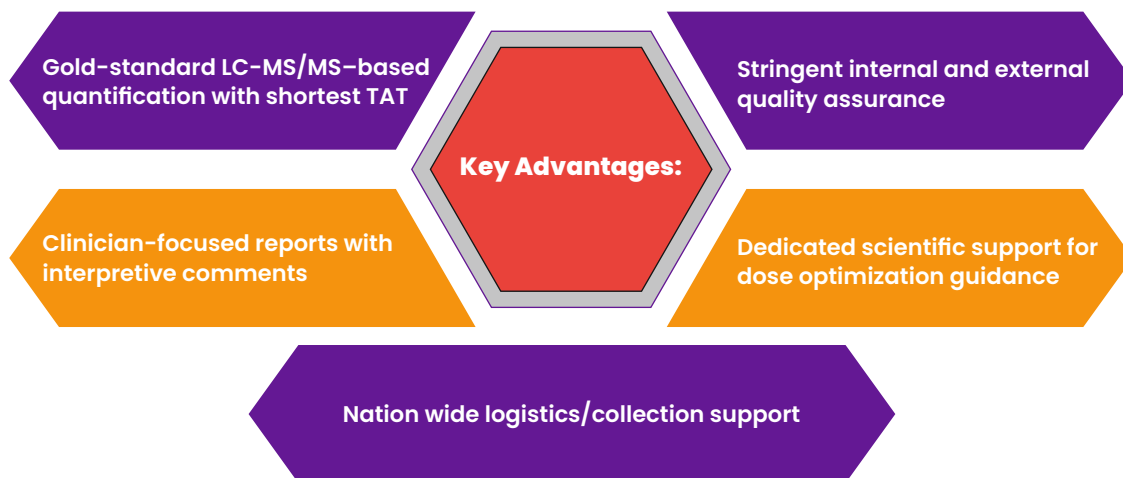 Gold-standard LC-MS/MS–based
quantification with shortest TAT
Stringent internal and external
quality assurance
Key Advantages:
Clinician-focused reports with
interpretive comments
Dedicated scientific support for
dose optimization guidance
Nation wide logistics/collection support